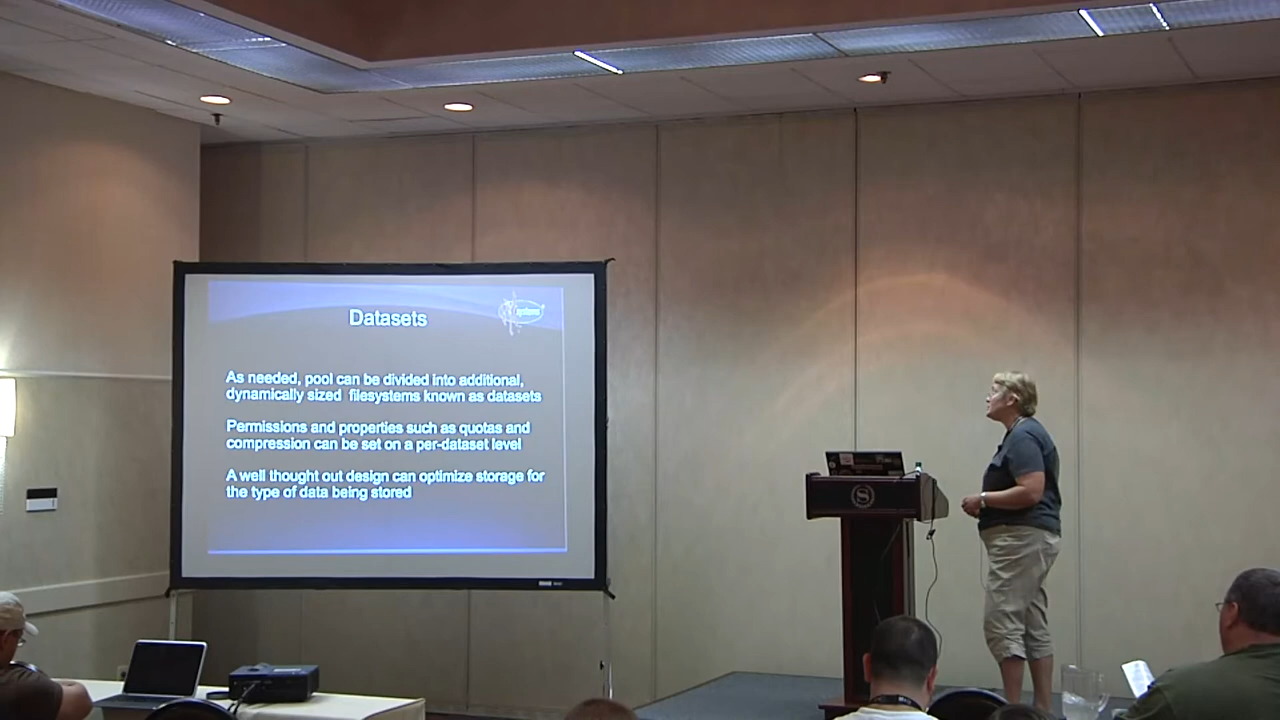 Datasets
systems
As needed, pool can be divided into additional,
dynamically sized filesystems known as datasets
Permissions and properties such as quotas and
compression can be set on a per-dataset level
A well thought out design can optimize storage for
the type of data being stored
S